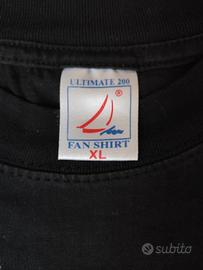 ULTIMATE 200
®
FAN SHIRT
XL
subito